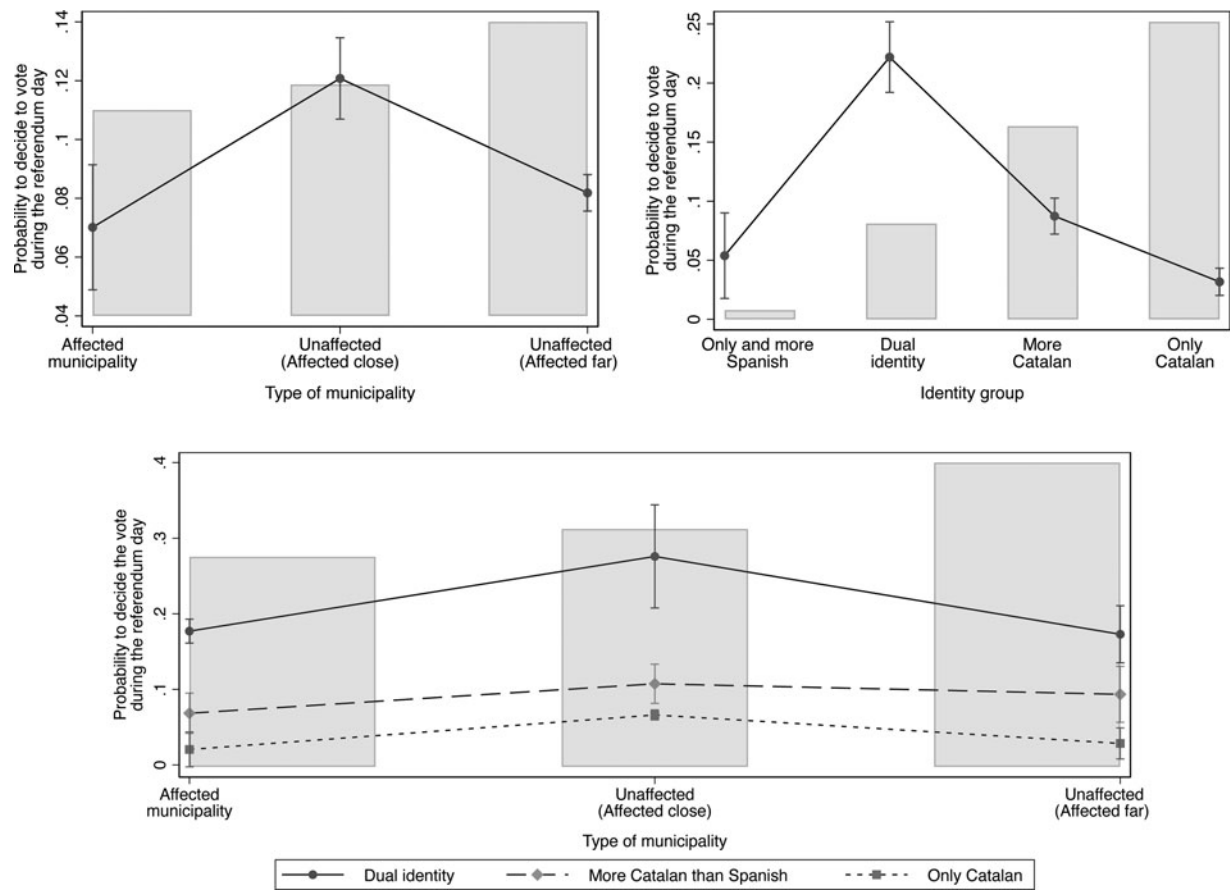 Probability to decide to vote
during the referendum day
.14
.12
.1
.08
.06
.04
Affected
municipality
Unaffected
(Affected close)
Unaffected
(Affected far)
Type of municipality
Probability to decide to vote
during the referendum day
.25
.2
.15
.1
.05
0
Only and more
Spanish
Dual
identity
More
Catalan
Only
Catalan
Identity group
Probability to decide the vote
during the referendum day
.4
.3
.2
.1
0
Affected
municipality
Unaffected
(Affected close)
Unaffected
(Affected far)
Type of municipality
Dual identity
More Catalan than Spanish
Only Catalan